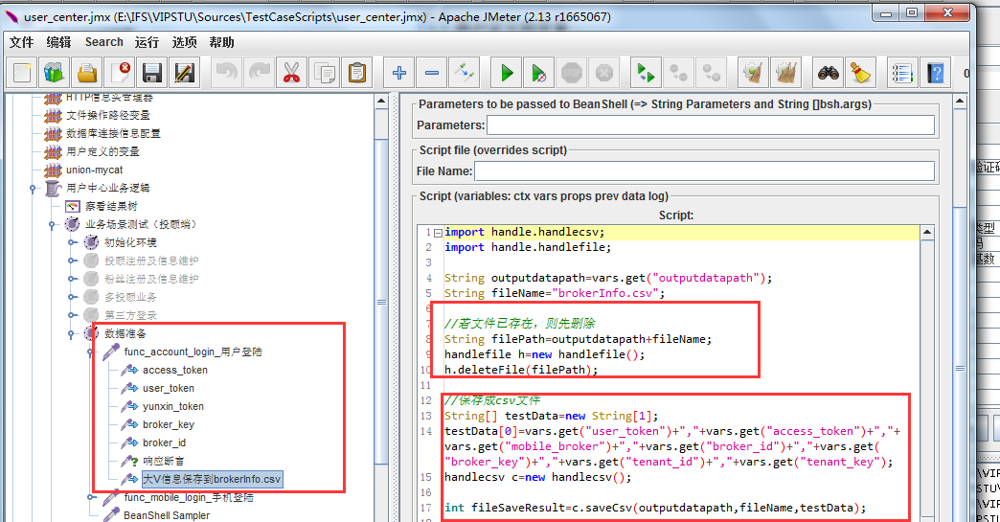 user_center.jmx (E:\IFS\VIPSTU\Sources\TestCaseScripts\user_center.jmx) - Apache JMeter (2.13 r1665067)
文件 编辑 Search 运行 选项 帮助
STOP
0
HTTP信息头管理器
文件操作路径变量
数据库连接信息配置
用户定义的变量
union-mycat
用户中心业务逻辑
察看结果树
业务场景测试（投顾端）
初始化环境
投顾注册及信息维护
粉丝注册及信息维护
多投顾业务
第三方登录
数据准备
func_account_login_用户登陆
access_token
user_token
yunxin_token
broker_key
broker_id
响应断言
大V信息保存到brokerInfo.csv
func_mobile_login_手机登陆
BeanShell Sampler
Parameters to be passed to BeanShell (=> String Parameters and String []bsh.args)
Parameters:
Script file (overrides script)
File Name:
Script (variables: ctx vars props prev data log)
Script:
1 import handle.handlecsv;
2 import handle.handlefile;
3
4 String outputdatapath=vars.get("outputdatapath");
5 String fileName="brokerInfo.csv";
6
7 //若文件已存在，则先删除
8 String filePath=outputdatapath+fileName;
9 handlefile h=new handlefile();
10 h.deleteFile(filePath);
11
12 //保存成csv文件
13 String[] testData=new String[1];
14 testData[0]=vars.get("user_token")+","+vars.get("access_token")+","+
vars.get("mobile_broker")+","+vars.get("broker_id")+","+vars.get(
"broker_key")+","+vars.get("tenant_id")+","+vars.get("tenant_key");
15 handlecsv c=new handlecsv();
16
17 int fileSaveResult=c.saveCsv(outputdatapath,fileName,testData);
验证码
类型
码
基数